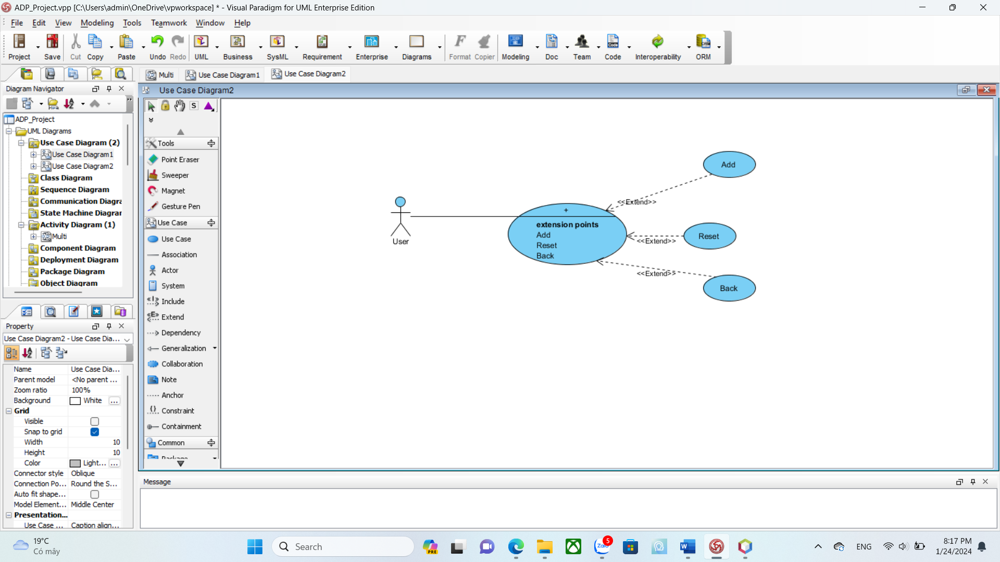 ADP_Project.vpp [C:\Users\admin\OneDrive\vpworkspace] * - Visual Paradigm for UML Enterprise Edition
File Edit View Modeling Tools Teamwork Window Help
Project Save Cut Copy Paste Undo Redo UML Business SysML Requirement Enterprise Diagrams Format Copier Modeling Doc Team Code Interoperability ORM
Multi Use Case Diagram1 Use Case Diagram2
Diagram Navigator
Use Case Diagram2
ADP_Project
UML Diagrams
Use Case Diagram (2)
Use Case Diagram1
Use Case Diagram2
Class Diagram
Sequence Diagram
Communication Diagra
State Machine Diagrar
Activity Diagram (1)
Multi
Component Diagram
Deployment Diagram
Package Diagram
Object Diagram
Property
Use Case Diagram2 - Use Case Dia...
Name Use Case Dia...
Parent model <No parent ...
Zoom ratio 100%
Background White ...
Grid
Visible
Snap to grid
Width 10
Height 10
Color Light... ...
Connector style Oblique
Connection Po... Round the S...
Auto fit shape...
Model Element... Middle Center
Presentation...
Use Case ... Caption align...
S
Tools
Point Eraser
Sweeper
Magnet
Gesture Pen
Use Case
Use Case
Association
Actor
System
Include
Extend
Dependency
Generalization
Collaboration
Note
Anchor
Constraint
Containment
Common
Package
User
+
extension points
Add
Reset
Back
<<Extend>>
<<Extend>>
<<Extend>>
Add
Reset
Back
Message
19°C
Có mây
Search
PRE
Zalo
5
ENG
8:17 PM
1/24/2024